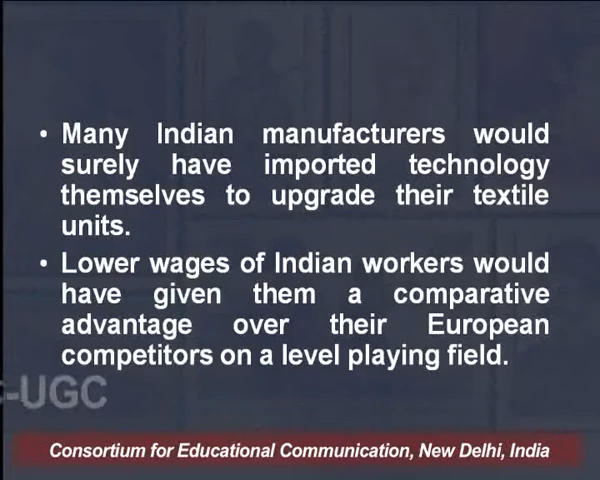 • Many Indian manufacturers would
surely have imported technology
themselves to upgrade their textile
units.
• Lower wages of Indian workers would
have given them a comparative
advantage over their European
competitors on a level playing field.
-UGC
Consortium for Educational Communication, New Delhi, India